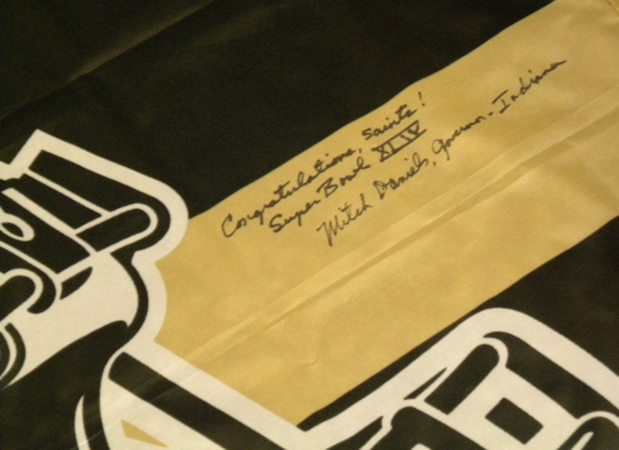 Congratulations, Saints!
Super Bowl XLIV
Mitch Daniels, Governor - Indiana